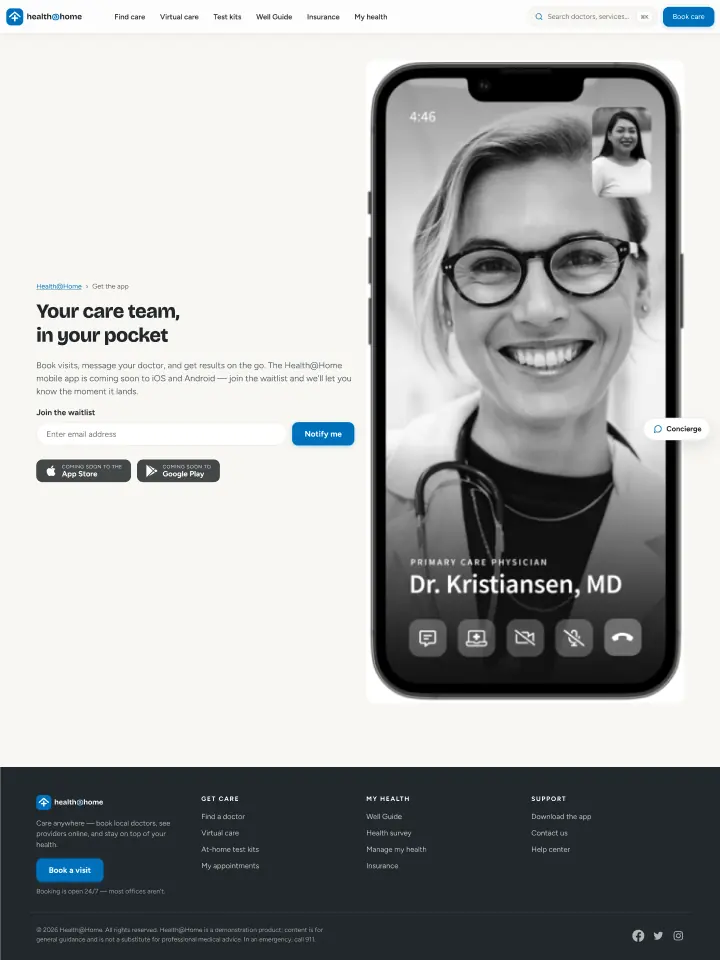 health@home
Find care
Virtual care
Test kits
Well Guide
Insurance
My health
Search doctors, services...
⌘K
Book care
4:46
Health@Home › Get the app
Your care team,
in your pocket
Book visits, message your doctor, and get results on the go. The Health@Home
mobile app is coming soon to iOS and Android — join the waitlist and we'll let you
know the moment it lands.
Join the waitlist
Enter email address
Notify me
COMING SOON TO THE
App Store
COMING SOON TO
Google Play
Concierge
PRIMARY CARE PHYSICIAN
Dr. Kristiansen, MD
health@home
Care anywhere — book local doctors, see
providers online, and stay on top of your
health.
Book a visit
Booking is open 24/7 — most offices aren't.
GET CARE
Find a doctor
Virtual care
At-home test kits
My appointments
MY HEALTH
Well Guide
Health survey
Manage my health
Insurance
SUPPORT
Download the app
Contact us
Help center
© 2026 Health@Home. All rights reserved. Health@Home is a demonstration product; content is for
general guidance and is not a substitute for professional medical advice. In an emergency, call 911.